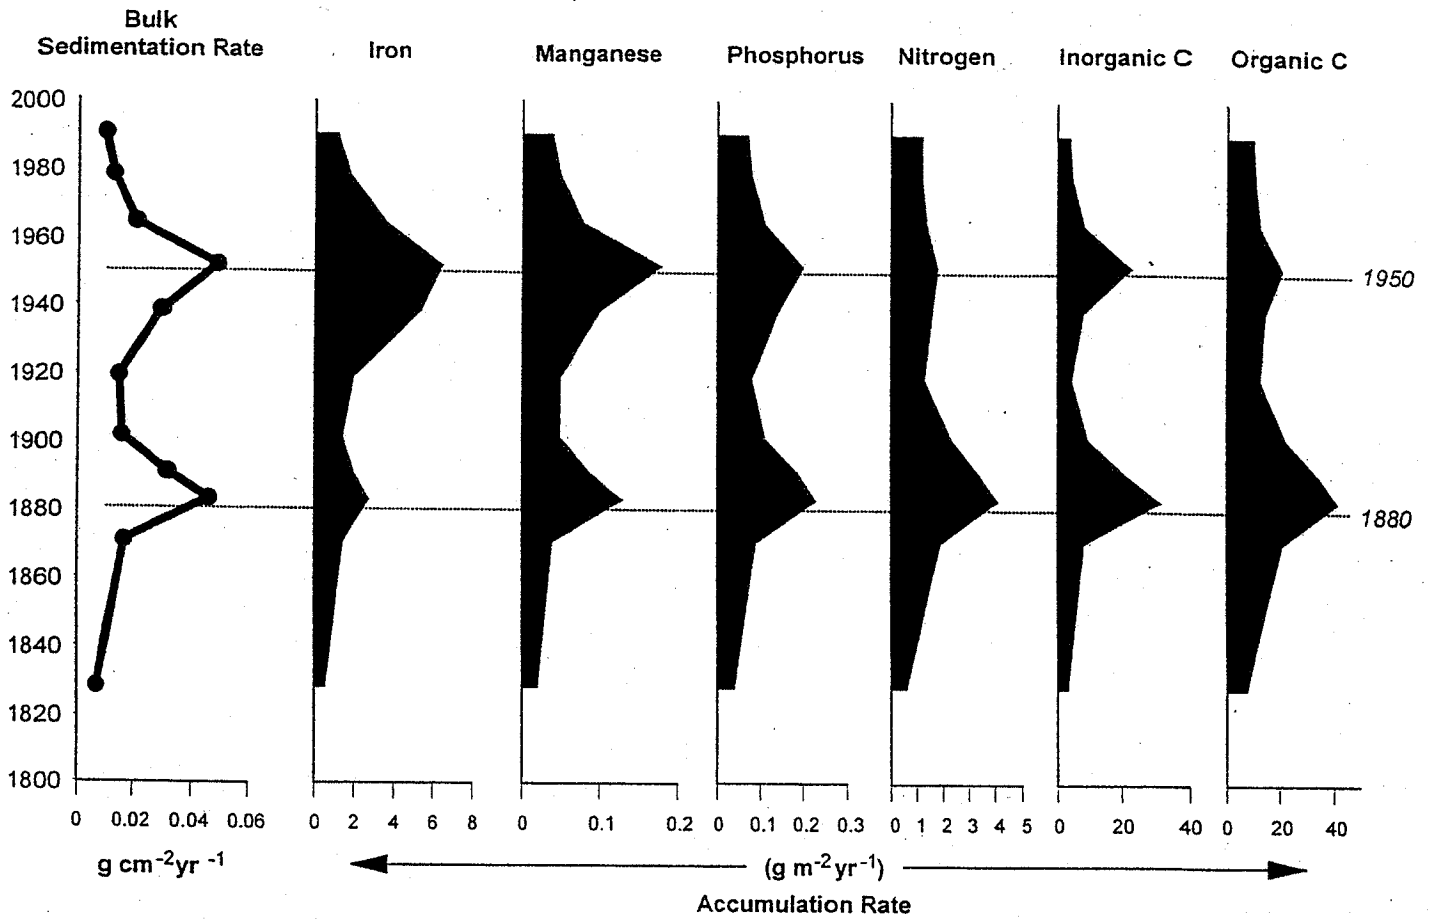 Bulk
Sedimentation Rate
Iron
Manganese
Phosphorus
Nitrogen
Inorganic C
Organic C
2000
1980
1960
1940
1920
1900
1880
1860
1840
1820
1800
1950
1880
0 0.02 0.04 0.06
0 2 4 6 8
0 0.1 0.2
0 0.1 0.2 0.3
0 1 2 3 4 5
0 20 40
0 20 40
g cm⁻²yr ⁻¹
(g m⁻²yr⁻¹)
Accumulation Rate